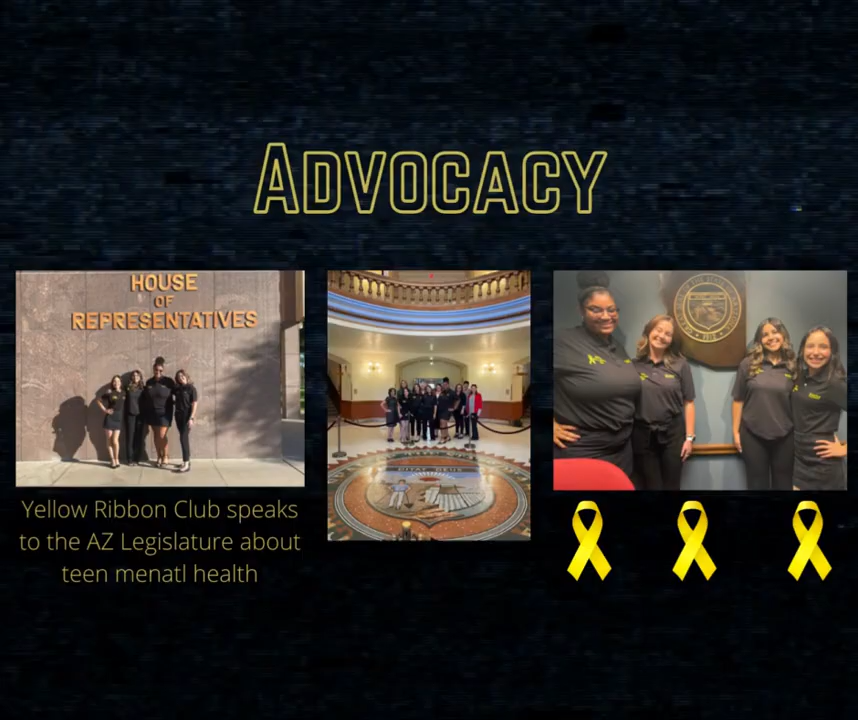 ADVOCACY
HOUSE
OF
REPRESENTATIVES
Yellow Ribbon Club speaks
to the AZ Legislature about
teen menatl health